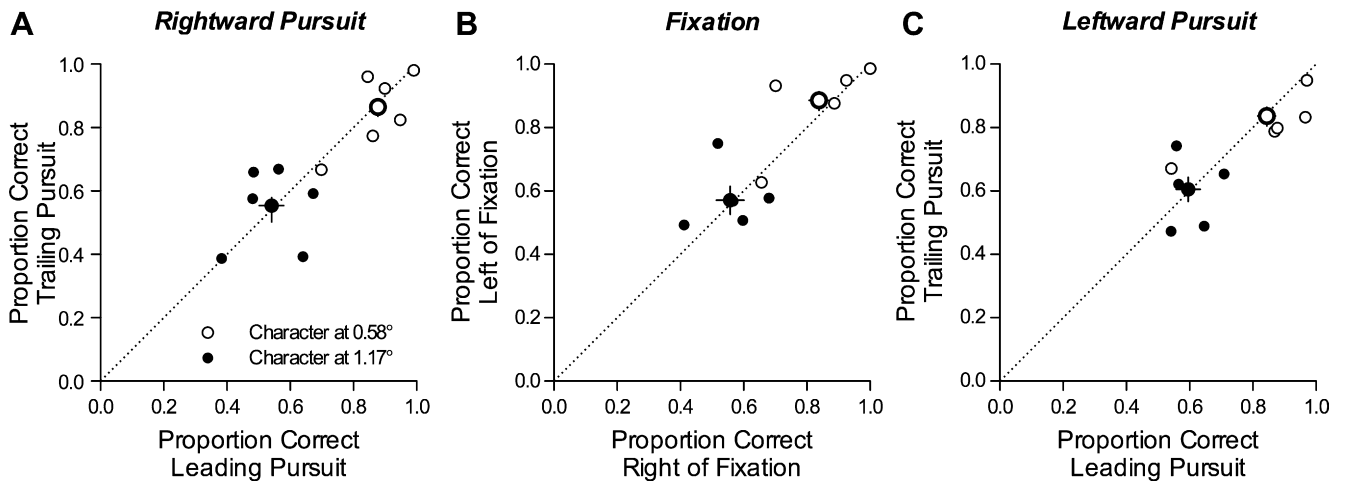 A Rightward Pursuit
Proportion Correct
Trailing Pursuit
1.0
0.8
0.6
0.4
0.2
0.0
Character at 0.58°
Character at 1.17°
0.0 0.2 0.4 0.6 0.8 1.0
Proportion Correct
Leading Pursuit
B Fixation
Proportion Correct
Left of Fixation
1.0
0.8
0.6
0.4
0.2
0.0
0.0 0.2 0.4 0.6 0.8 1.0
Proportion Correct
Right of Fixation
C Leftward Pursuit
Proportion Correct
Trailing Pursuit
1.0
0.8
0.6
0.4
0.2
0.0
0.0 0.2 0.4 0.6 0.8 1.0
Proportion Correct
Leading Pursuit